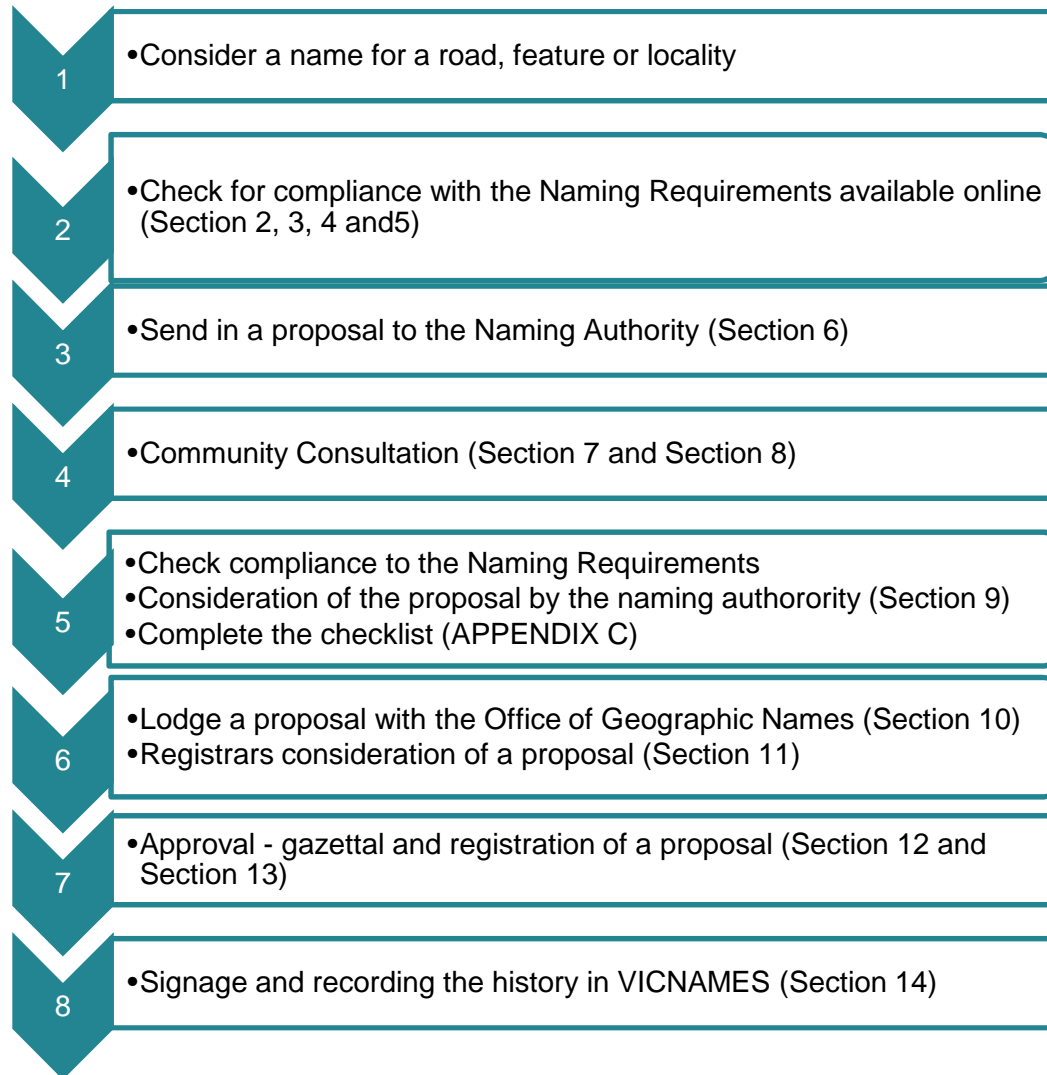 1
•Consider a name for a road, feature or locality
2
•Check for compliance with the Naming Requirements available online
(Section 2, 3, 4 and5)
3
•Send in a proposal to the Naming Authority (Section 6)
4
•Community Consultation (Section 7 and Section 8)
5
•Check compliance to the Naming Requirements
•Consideration of the proposal by the naming authorority (Section 9)
•Complete the checklist (APPENDIX C)
6
•Lodge a proposal with the Office of Geographic Names (Section 10)
•Registrars consideration of a proposal (Section 11)
7
•Approval - gazettal and registration of a proposal (Section 12 and
Section 13)
8
•Signage and recording the history in VICNAMES (Section 14)